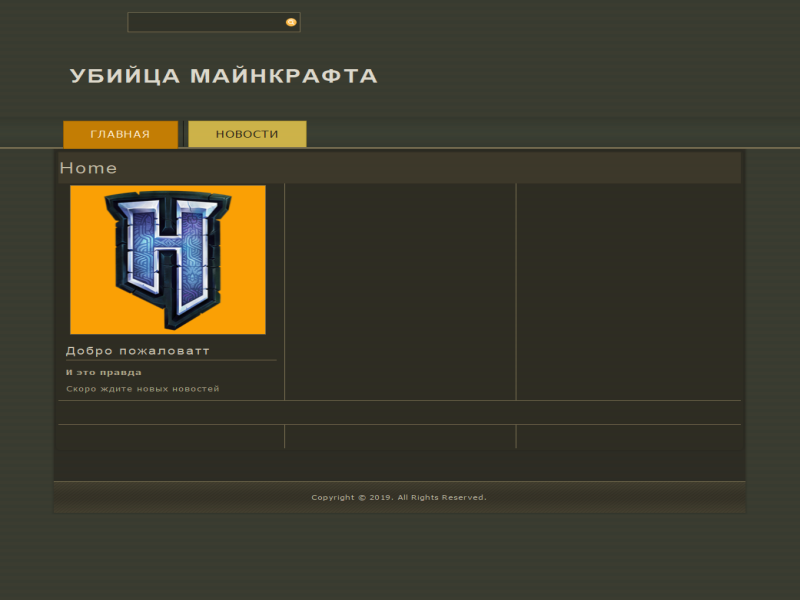 УБИЙЦА МАЙНКРАФТА
ГЛАВНАЯ
НОВОСТИ
Home
H
Добро пожаловатт
И это правда
Скоро ждите новых новостей
Copyright © 2019. All Rights Reserved.